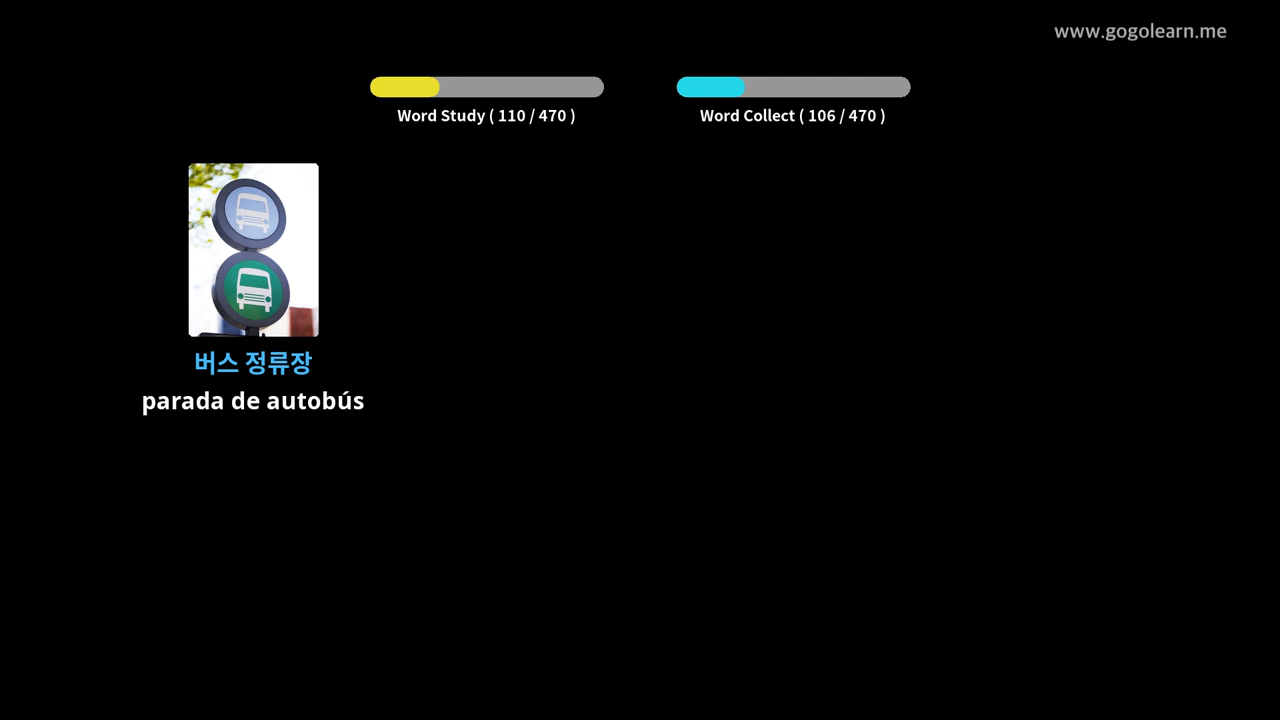 www.gogolearn.me
Word Study ( 110 / 470 )
Word Collect ( 106 / 470 )
버스 정류장
parada de autobús